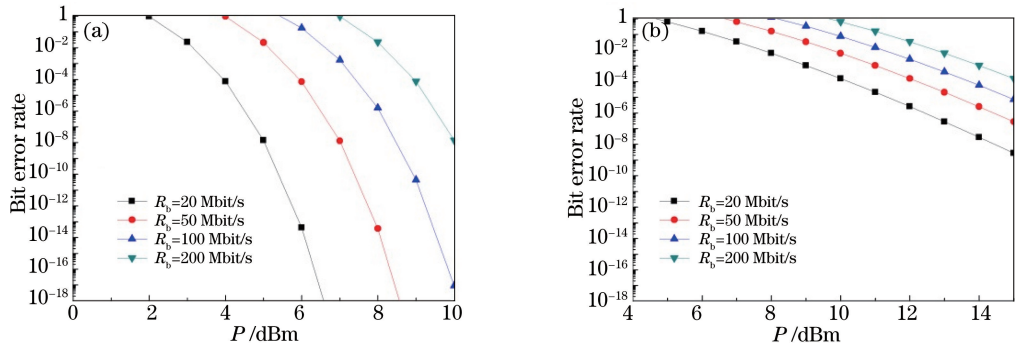 (a)
Bit error rate
1
10⁻²
10⁻⁴
10⁻⁶
10⁻⁸
10⁻¹⁰
10⁻¹²
10⁻¹⁴
10⁻¹⁶
10⁻¹⁸
R_b=20 Mbit/s
R_b=50 Mbit/s
R_b=100 Mbit/s
R_b=200 Mbit/s
0 2 4 6 8 10
P /dBm
(b)
Bit error rate
1
10⁻²
10⁻⁴
10⁻⁶
10⁻⁸
10⁻¹⁰
10⁻¹²
10⁻¹⁴
10⁻¹⁶
10⁻¹⁸
R_b=20 Mbit/s
R_b=50 Mbit/s
R_b=100 Mbit/s
R_b=200 Mbit/s
4 6 8 10 12 14
P /dBm